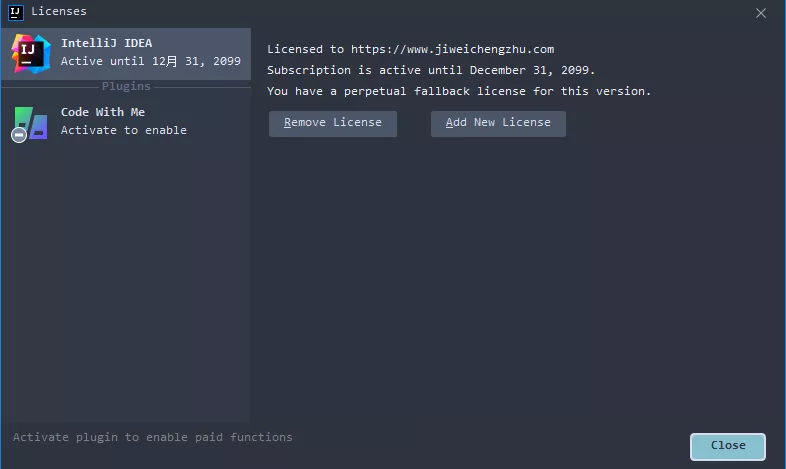 Licenses
IntelliJ IDEA
Active until 12月 31, 2099
Plugins
Code With Me
Activate to enable
Licensed to https://www.jiweichengzhu.com
Subscription is active until December 31, 2099.
You have a perpetual fallback license for this version.
Remove License
Add New License
Activate plugin to enable paid functions
Close